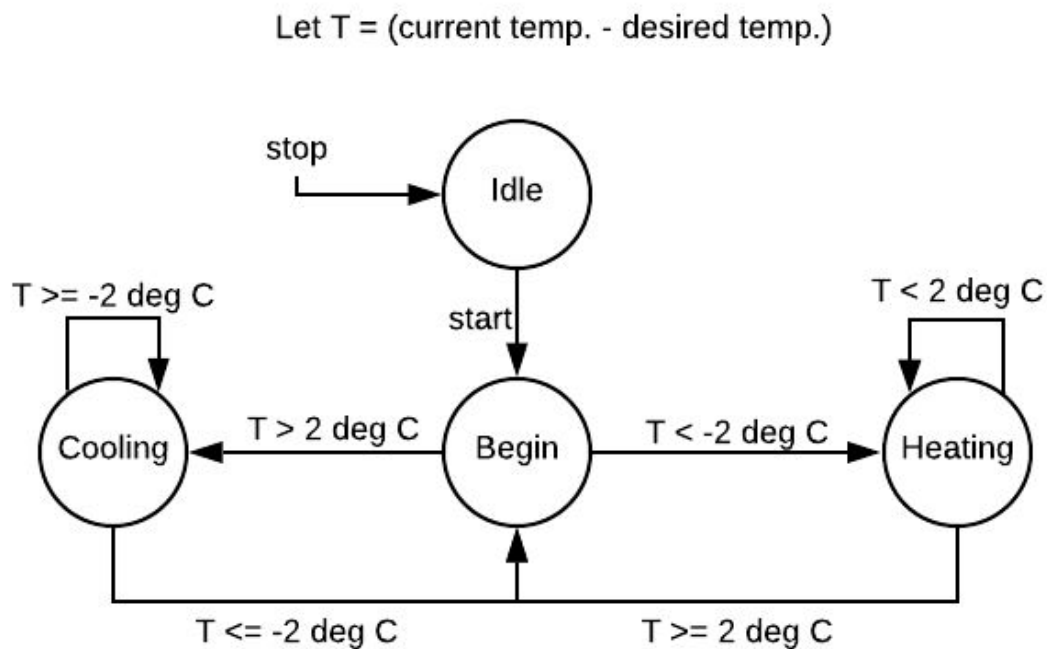 Let T = (current temp. - desired temp.)
stop
Idle
T >= -2 deg C
start
T < 2 deg C
Cooling
T > 2 deg C
Begin
T < -2 deg C
Heating
T <= -2 deg C
T >= 2 deg C